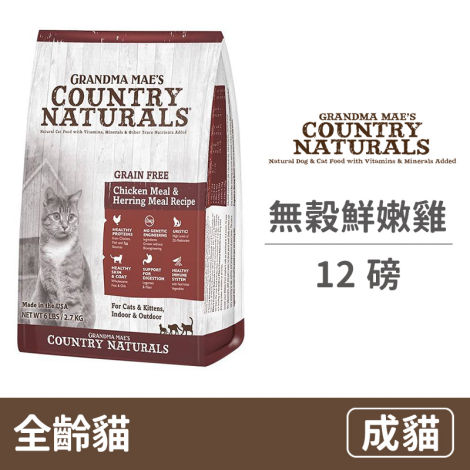 GRANDMA MAE'S
COUNTRY
NATURALS
Natural Cat Food with Vitamins, Minerals & Other Trace Nutrients Added
GRAIN FREE
Chicken Meal &
Herring Meal Recipe
HEALTHY
PROTEINS
NO GENETIC
ENGINEERING
HEALTHY
SKIN & COAT
SUPPORT
FOR DIGESTION
HEALTHY
IMMUNE
SYSTEM
For Cats & Kittens,
Indoor & Outdoor
Made in the USA
NET WT 6 LBS / 2.7 KG
GRANDMA MAE'S
COUNTRY NATURALS
GRANDMA MAE'S
COUNTRY
NATURALS
Natural Dog & Cat Food with Vitamins & Minerals Added
無穀鮮嫩雞
12 磅
全齡貓
成貓